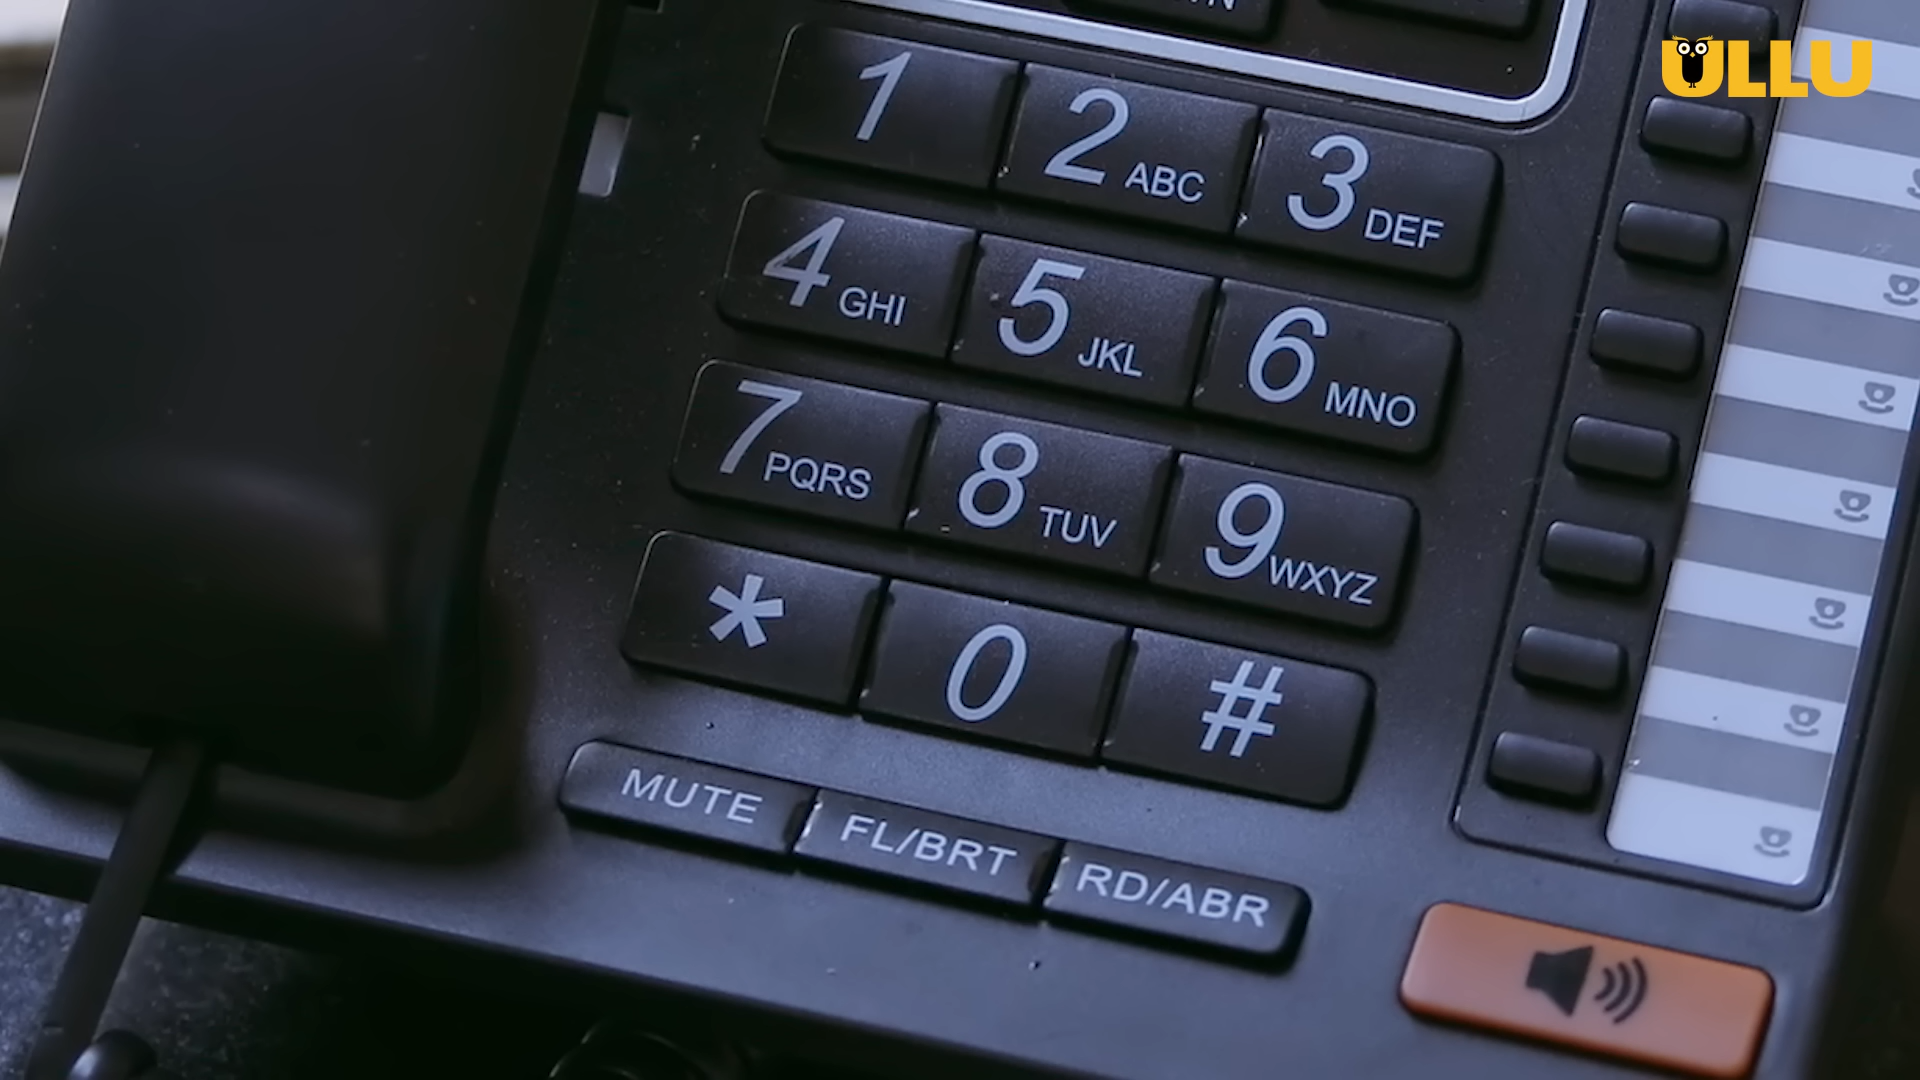 ULLU
1 2 ABC 3 DEF
4 GHI 5 JKL 6 MNO
7 PQRS 8 TUV 9 WXYZ
* 0 #
MUTE FL/BRT RD/ABR